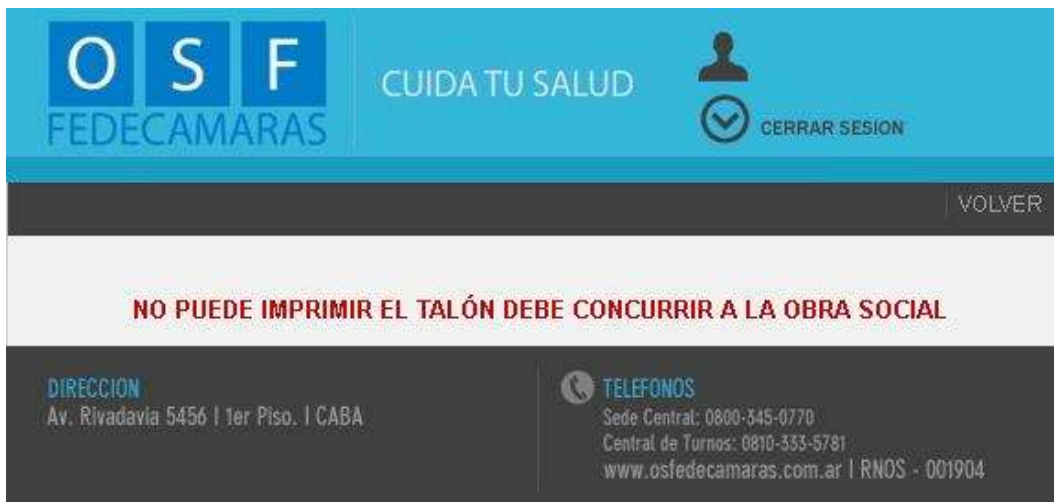 OSF
FEDECAMARAS
CUIDA TU SALUD
CERRAR SESION
VOLVER
NO PUEDE IMPRIMIR EL TALÓN DEBE CONCURRIR A LA OBRA SOCIAL
DIRECCION
Av. Rivadavia 5456 | 1er Piso. | CABA
TELEFONOS
Sede Central: 0800-345-0770
Central de Turnos: 0810-333-5781
www.osfedecamaras.com.ar | RNOS - 001904